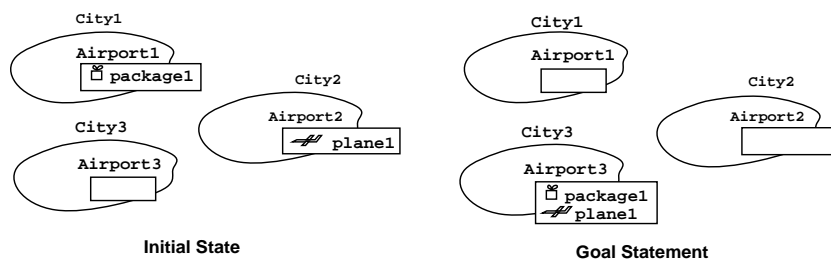 City1
Airport1
package1
City2
Airport2
plane1
City3
Airport3
Initial State
City1
Airport1
City2
Airport2
City3
Airport3
package1
plane1
Goal Statement